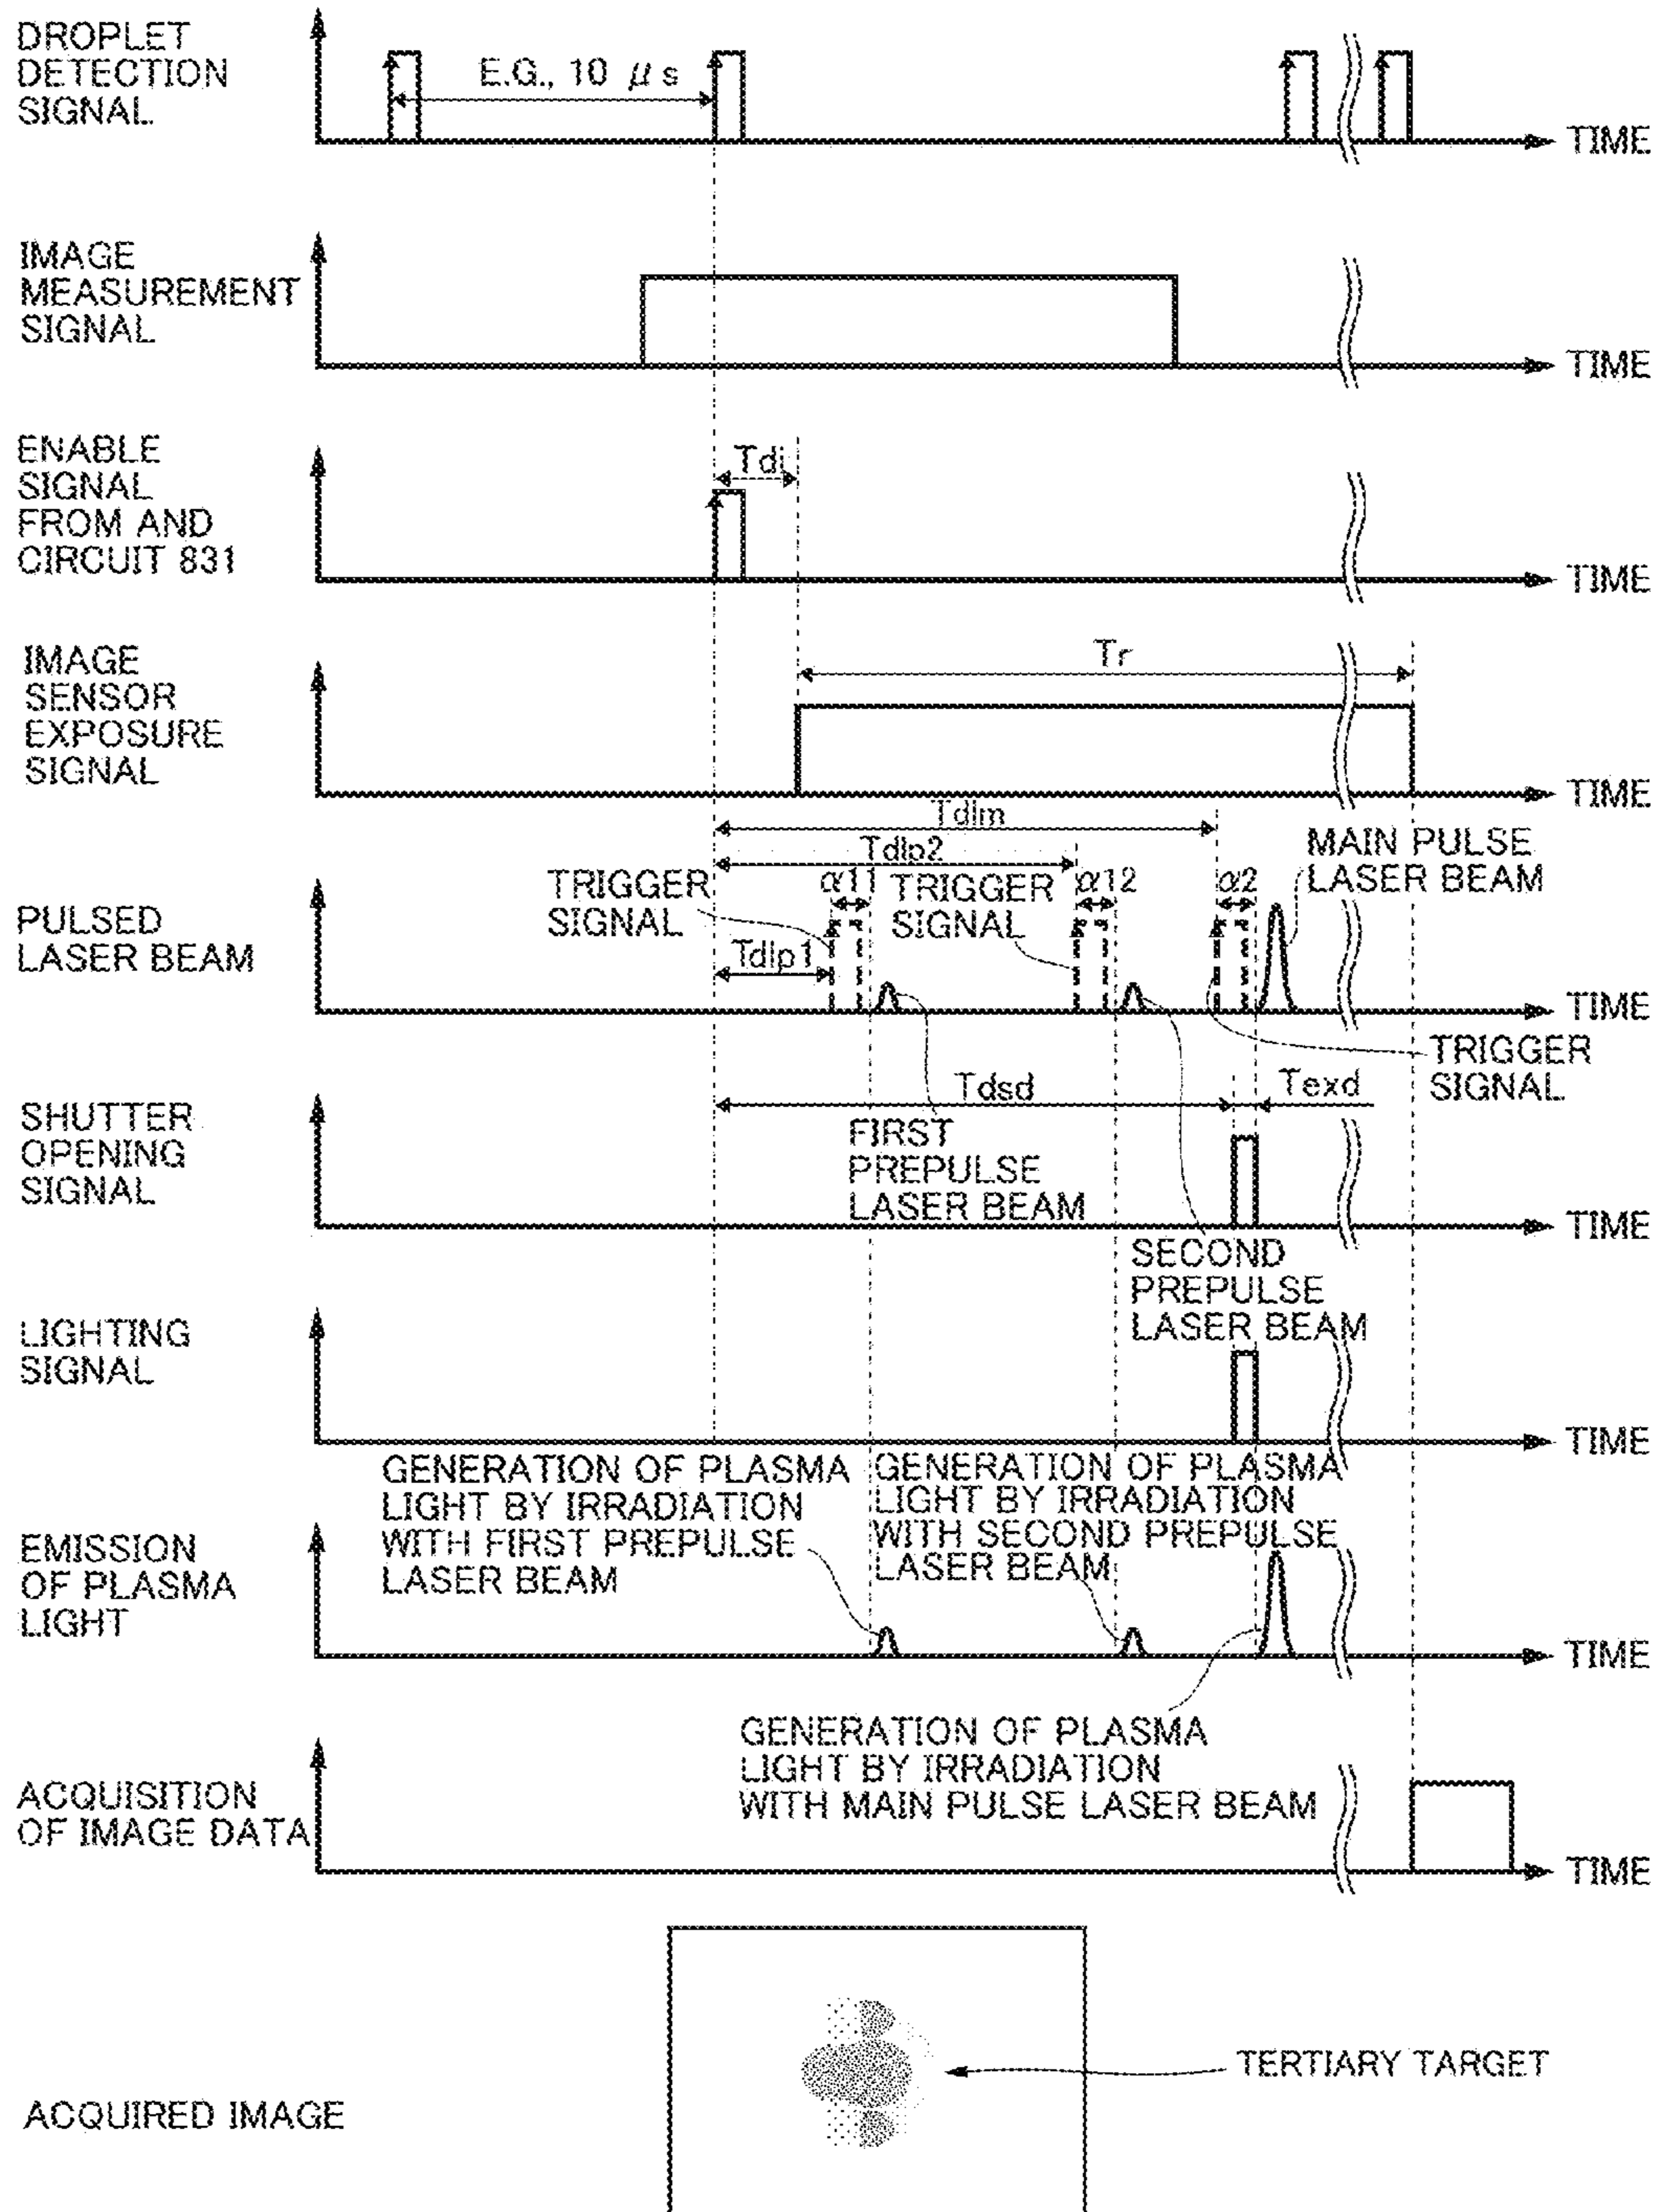 DROPLET
DETECTION
SIGNAL
E.G., 10 μs
TIME
IMAGE
MEASUREMENT
SIGNAL
TIME
ENABLE
SIGNAL
FROM AND
CIRCUIT 831
Tdi
TIME
IMAGE
SENSOR
EXPOSURE
SIGNAL
Tr
TIME
Tdlm
Tdlp2
MAIN PULSE
LASER BEAM
TRIGGER
SIGNAL
α11
TRIGGER
SIGNAL
α12
α2
PULSED
LASER BEAM
Tdlp1
TIME
TRIGGER
SIGNAL
SHUTTER
OPENING
SIGNAL
Tdsd
Texd
FIRST
PREPULSE
LASER BEAM
TIME
SECOND
PREPULSE
LASER BEAM
LIGHTING
SIGNAL
TIME
GENERATION OF PLASMA
LIGHT BY IRRADIATION
WITH FIRST PREPULSE
LASER BEAM
GENERATION OF PLASMA
LIGHT BY IRRADIATION
WITH SECOND PREPULSE
LASER BEAM
EMISSION
OF PLASMA
LIGHT
TIME
GENERATION OF PLASMA
LIGHT BY IRRADIATION
WITH MAIN PULSE LASER BEAM
ACQUISITION
OF IMAGE DATA
TIME
TERTIARY TARGET
ACQUIRED IMAGE